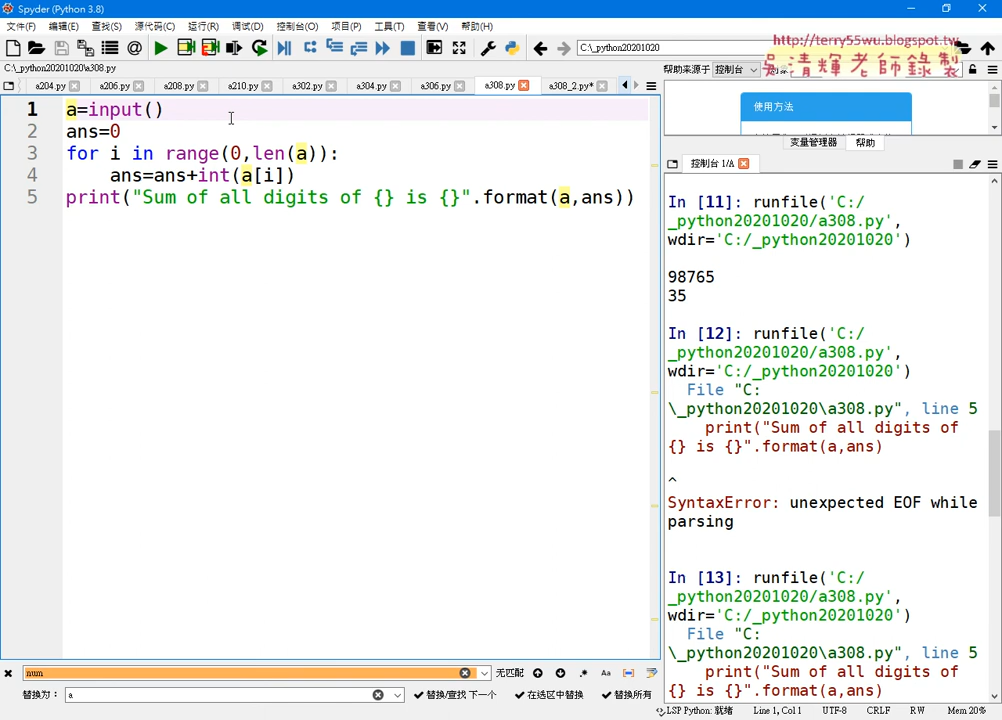 Spyder (Python 3.8)
文件(F) 编辑(E) 查找(S) 源代码(C) 运行(R) 调试(D) 控制台(O) 项目(P) 工具(T) 查看(V) 帮助(H)
C:\_python20201020
http://terry55wu.blogspot.tw
吳清輝老師錄製
C:\_python20201020\a308.py
帮助来源于 控制台
a204.py a206.py a208.py a210.py a302.py a304.py a306.py a308.py a308_2.py*
使用方法
变量管理器 帮助
控制台 1/A
1 a=input()
2 ans=0
3 for i in range(0,len(a)):
4 ans=ans+int(a[i])
5 print("Sum of all digits of {} is {}".format(a,ans))
In [11]: runfile('C:/
_python20201020/a308.py',
wdir='C:/_python20201020')
98765
35
In [12]: runfile('C:/
_python20201020/a308.py',
wdir='C:/_python20201020')
File "C:
\_python20201020\a308.py", line 5
print("Sum of all digits of
{} is {}".format(a,ans)
^
SyntaxError: unexpected EOF while
parsing
In [13]: runfile('C:/
_python20201020/a308.py',
wdir='C:/_python20201020')
File "C:
\_python20201020\a308.py", line 5
print("Sum of all digits of
{} is {}".format(a,ans)
num 无匹配 Aa
替换为: a 替换/查找 下一个 在选区中替换 替换所有
LSP Python: 就绪 Line 1, Col 1 UTF-8 CRLF RW Mem 20%